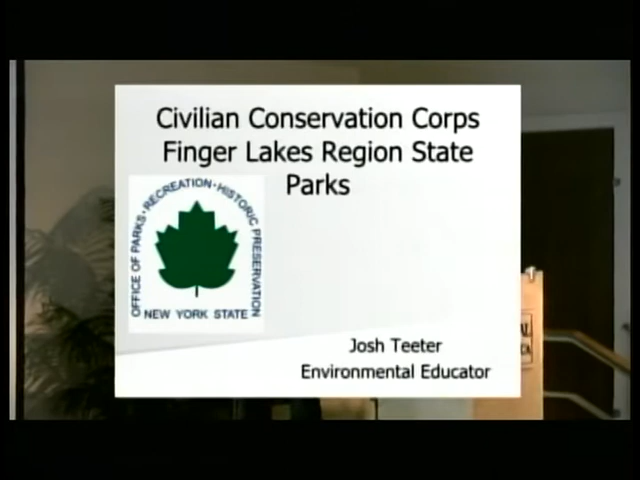 Civilian Conservation Corps
Finger Lakes Region State
Parks
OFFICE OF PARKS · RECREATION · HISTORIC PRESERVATION
NEW YORK STATE
Josh Teeter
Environmental Educator